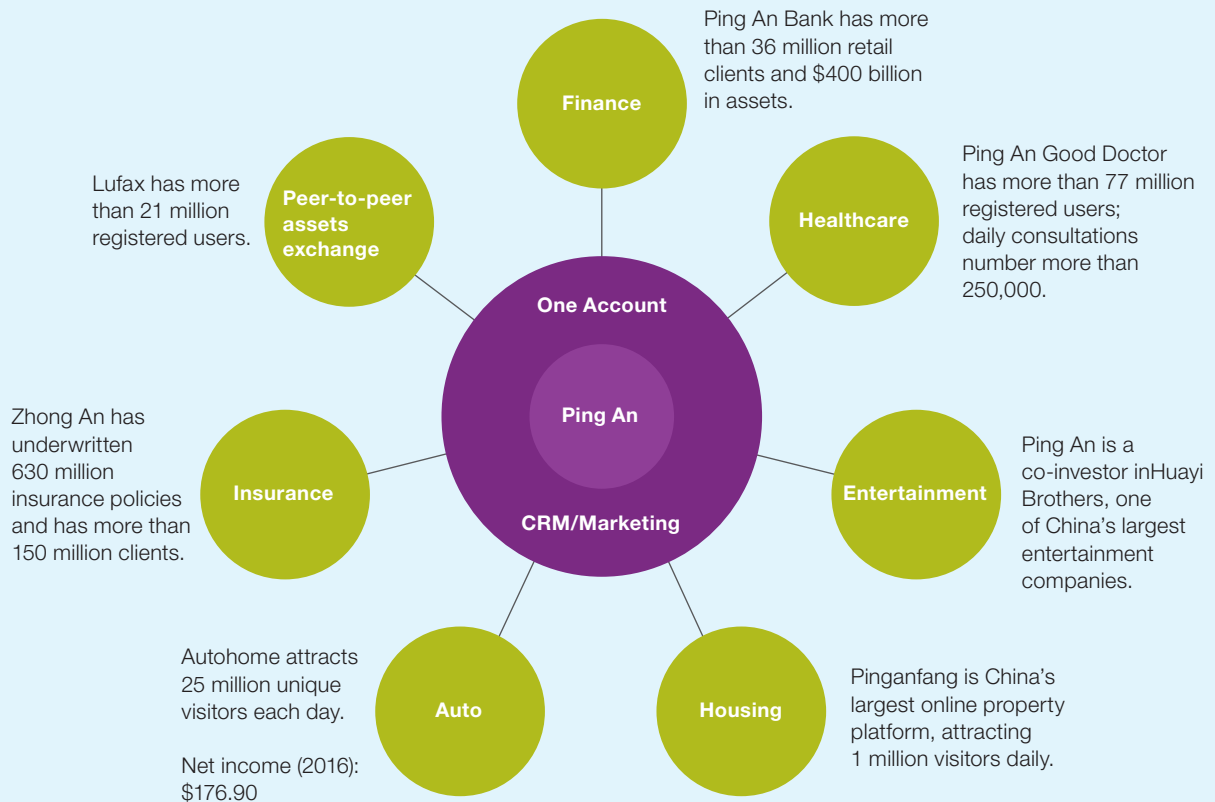 Ping An Bank has more
than 36 million retail
clients and $400 billion
in assets.
Finance
Ping An Good Doctor
has more than 77 million
registered users;
daily consultations
number more than
250,000.
Healthcare
Lufax has more
than 21 million
registered users.
Peer-to-peer
assets
exchange
One Account
Ping An
CRM/Marketing
Zhong An has
underwritten
630 million
insurance policies
and has more than
150 million clients.
Insurance
Entertainment
Ping An is a
co-investor inHuayi
Brothers, one
of China’s largest
entertainment
companies.
Autohome attracts
25 million unique
visitors each day.
Net income (2016):
$176.90
Auto
Housing
Pinganfang is China’s
largest online property
platform, attracting
1 million visitors daily.